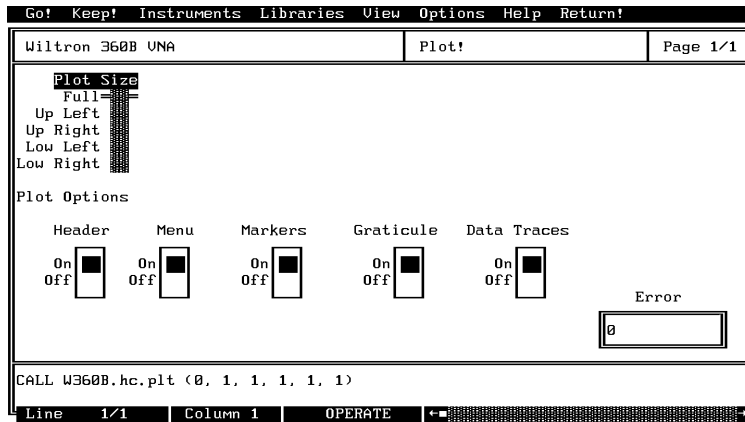 Go! Keep! Instruments Libraries View Options Help Return!
Wiltron 360B VNA Plot! Page 1/1
Plot Size
Full
Up Left
Up Right
Low Left
Low Right
Plot Options
Header Menu Markers Graticule Data Traces
On On On On On
Off Off Off Off Off
Error
0
CALL W360B.hc.plt (0, 1, 1, 1, 1, 1)
Line 1/1 Column 1 OPERATE